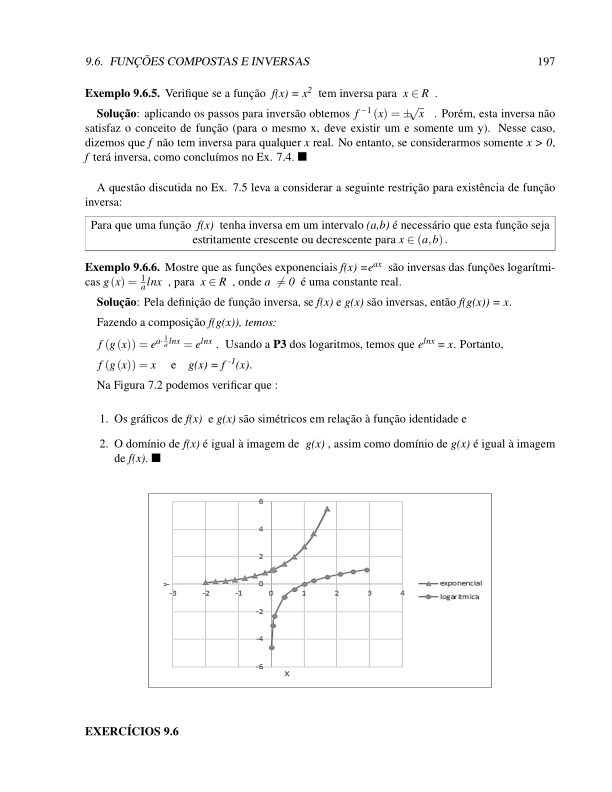 9.6. FUNÇÕES COMPOSTAS E INVERSAS 197
Exemplo 9.6.5. Verifique se a função f(x) = x² tem inversa para x ∈ R .
Solução: aplicando os passos para inversão obtemos f⁻¹(x) = ±√x . Porém, esta inversa não
satisfaz o conceito de função (para o mesmo x, deve existir um e somente um y). Nesse caso,
dizemos que f não tem inversa para qualquer x real. No entanto, se considerarmos somente x > 0,
f terá inversa, como concluímos no Ex. 7.4. ■
A questão discutida no Ex. 7.5 leva a considerar a seguinte restrição para existência de função
inversa:
Para que uma função f(x) tenha inversa em um intervalo (a,b) é necessário que esta função seja
estritamente crescente ou decrescente para x ∈ (a,b) .
Exemplo 9.6.6. Mostre que as funções exponenciais f(x) =e^{ax} são inversas das funções logarítmi-
cas g(x) = \frac{1}{a}lnx , para x ∈ R , onde a ≠ 0 é uma constante real.
Solução: Pela definição de função inversa, se f(x) e g(x) são inversas, então f(g(x)) = x.
Fazendo a composição f(g(x)), temos:
f(g(x)) = e^{a·\frac{1}{a}lnx} = e^{lnx} . Usando a P3 dos logaritmos, temos que e^{lnx} = x. Portanto,
f(g(x)) = x e g(x) = f⁻¹(x).
Na Figura 7.2 podemos verificar que :
1. Os gráficos de f(x) e g(x) são simétricos em relação à função identidade e
2. O domínio de f(x) é igual à imagem de g(x) , assim como domínio de g(x) é igual à imagem
de f(x). ■
6
4
2
Y
-3 -2 -1 0 1 2 3 4
exponencial
logarítmica
-2
-4
-6
X
EXERCÍCIOS 9.6